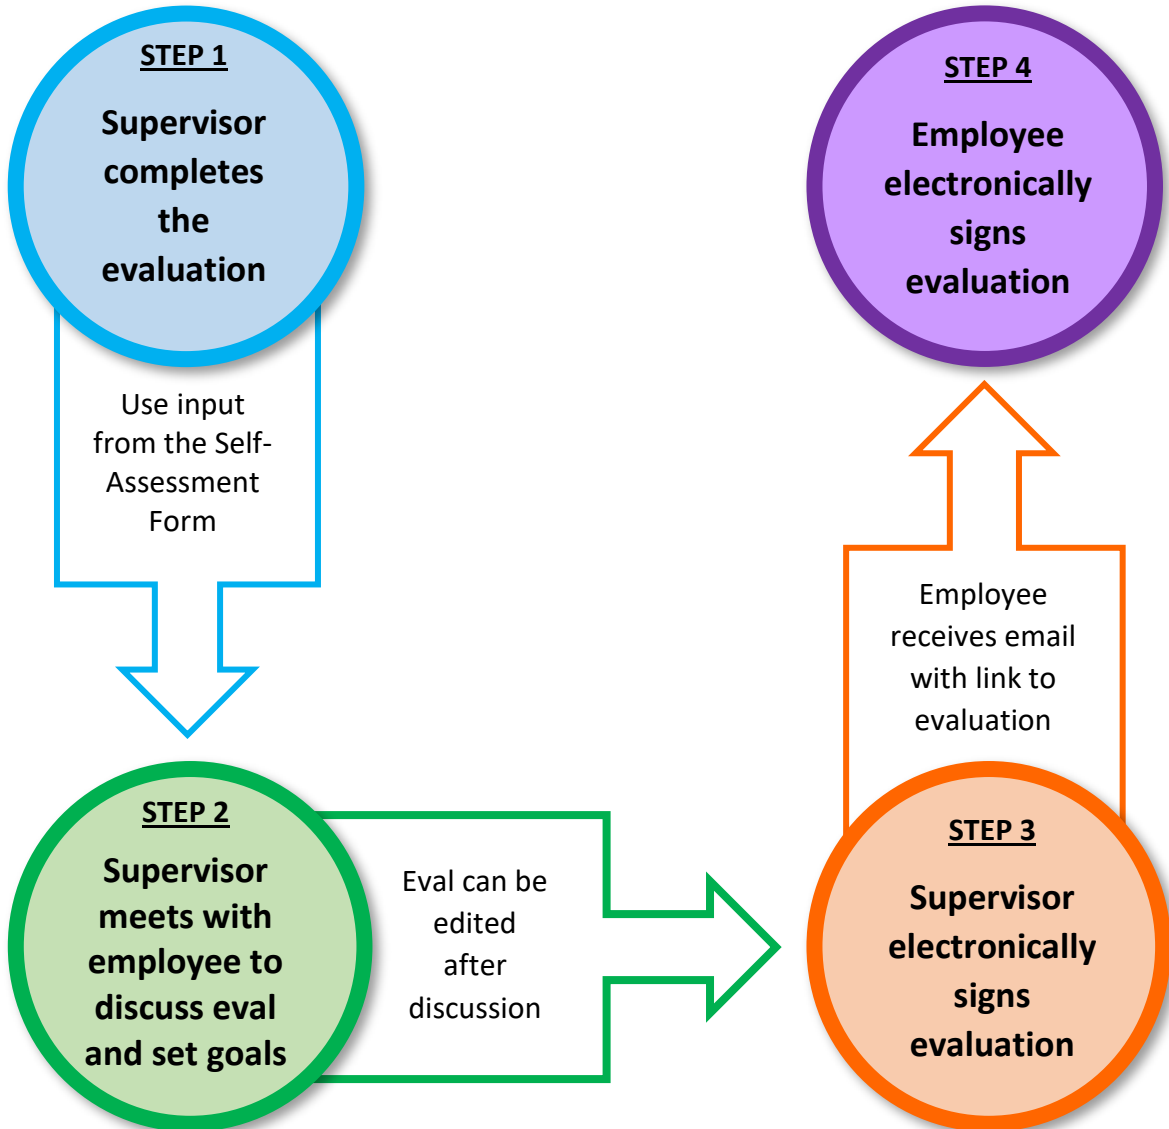 STEP 1
Supervisor
completes
the
evaluation
Use input
from the Self-
Assessment
Form
STEP 2
Supervisor
meets with
employee to
discuss eval
and set goals
Eval can be
edited
after
discussion
STEP 3
Supervisor
electronically
signs
evaluation
Employee
receives email
with link to
evaluation
STEP 4
Employee
electronically
signs
evaluation